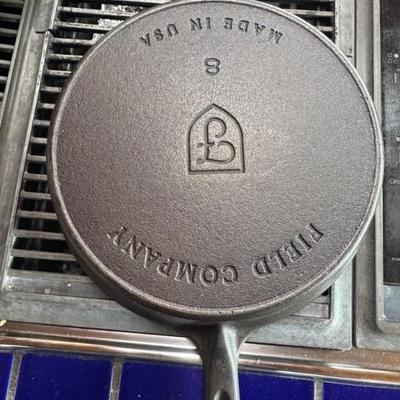 FIELD COMPANY
8
MADE IN USA